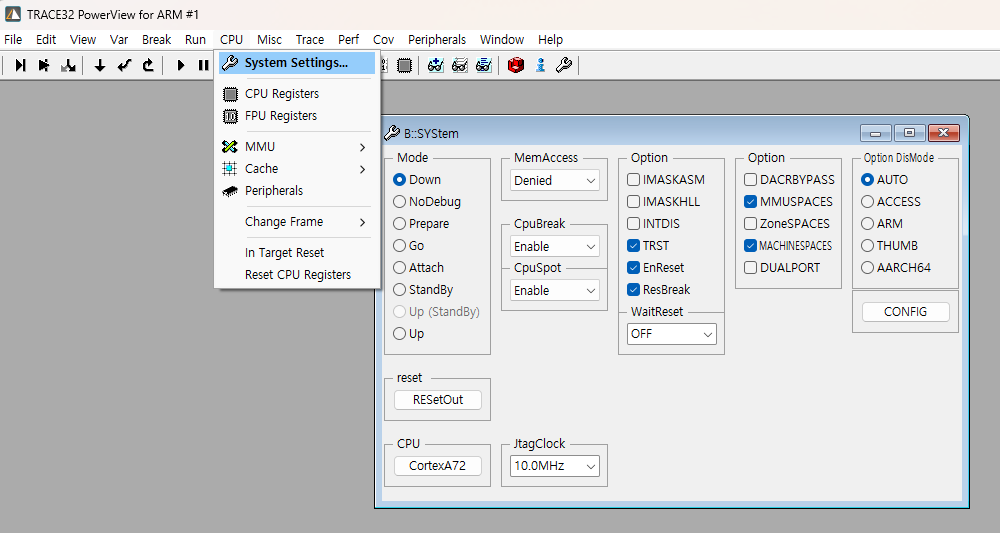 TRACE32 PowerView for ARM #1
File Edit View Var Break Run CPU Misc Trace Perf Cov Peripherals Window Help
System Settings...
CPU Registers
FPU Registers
MMU
Cache
Peripherals
Change Frame
In Target Reset
Reset CPU Registers
B::SYStem
Mode
Down
NoDebug
Prepare
Go
Attach
StandBy
Up (StandBy)
Up
reset
RESetOut
CPU
CortexA72
MemAccess
Denied
CpuBreak
Enable
CpuSpot
Enable
JtagClock
10.0MHz
Option
IMASKASM
IMASKHLL
INTDIS
TRST
EnReset
ResBreak
WaitReset
OFF
Option
DACRBYPASS
MMUSPACES
ZoneSPACES
MACHINESPACES
DUALPORT
Option DisMode
AUTO
ACCESS
ARM
THUMB
AARCH64
CONFIG